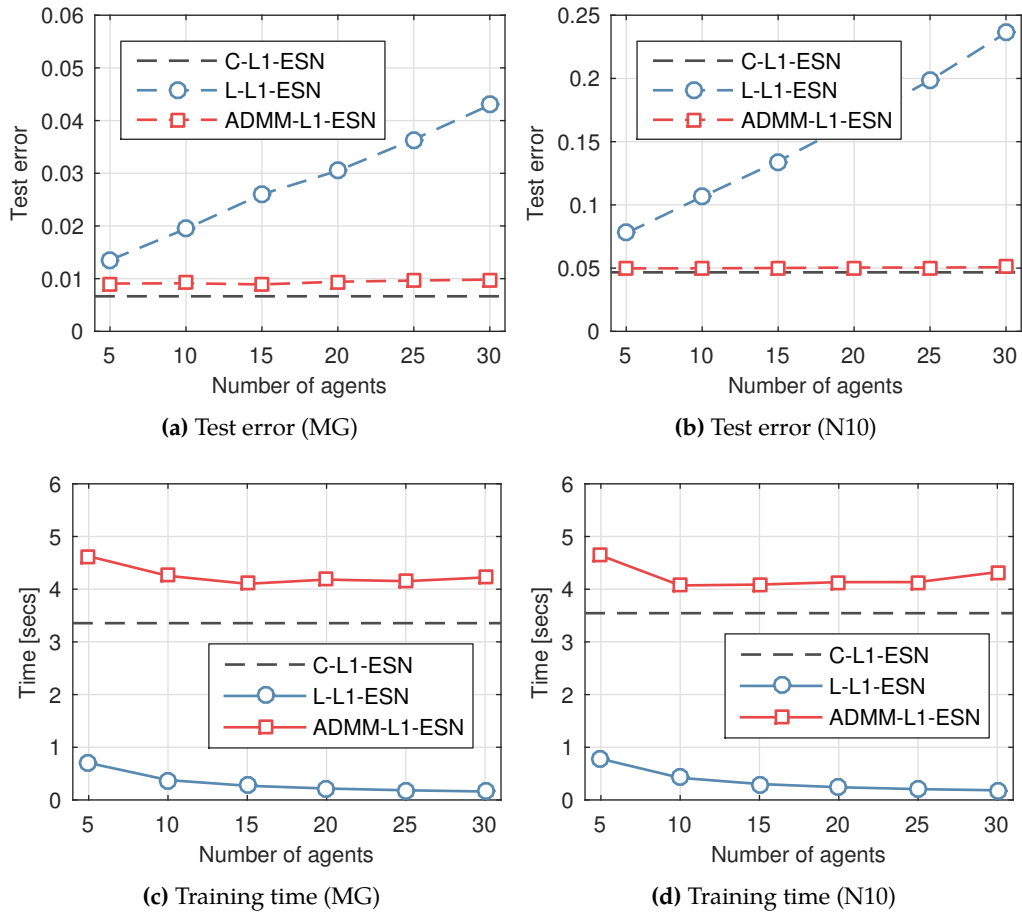 0.06
0.05
0.04
0.03
0.02
0.01
0
Test error
C-L1-ESN
L-L1-ESN
ADMM-L1-ESN
5 10 15 20 25 30
Number of agents
(a) Test error (MG)
0.25
0.2
0.15
0.1
0.05
0
Test error
C-L1-ESN
L-L1-ESN
ADMM-L1-ESN
5 10 15 20 25 30
Number of agents
(b) Test error (N10)
6
5
4
3
2
1
0
Time [secs]
C-L1-ESN
L-L1-ESN
ADMM-L1-ESN
5 10 15 20 25 30
Number of agents
(c) Training time (MG)
6
5
4
3
2
1
0
Time [secs]
C-L1-ESN
L-L1-ESN
ADMM-L1-ESN
5 10 15 20 25 30
Number of agents
(d) Training time (N10)